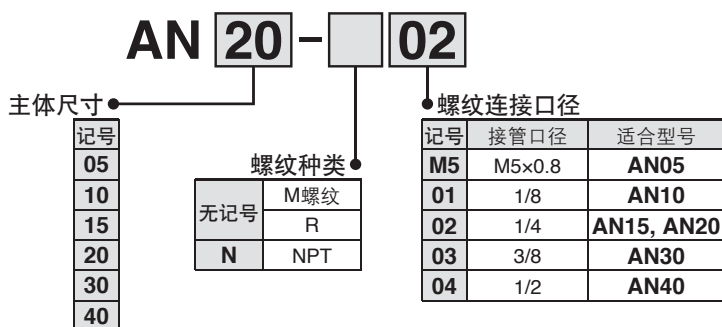 AN 20 - 02
主体尺寸
记号
05
10
15
20
30
40
螺纹种类
无记号 M螺纹
R
N NPT
螺纹连接口径
记号 接管口径 适合型号
M5 M5×0.8 AN05
01 1/8 AN10
02 1/4 AN15, AN20
03 3/8 AN30
04 1/2 AN40